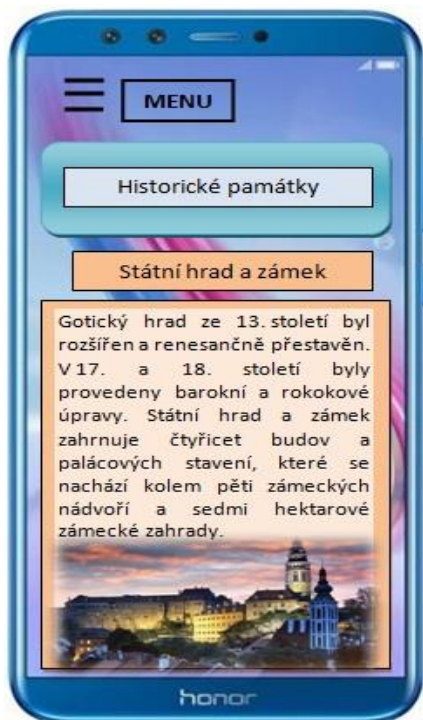 MENU
Historické památky
Státní hrad a zámek
Gotický hrad ze 13. století byl
rozšířen a renesančně přestavěn.
V 17. a 18. století byly
provedeny barokní a rokokové
úpravy. Státní hrad a zámek
zahrnuje čtyřicet budov a
palácových stavení, které se
nachází kolem pěti zámeckých
nádvoří a sedmi hektarové
zámecké zahrady.
honor